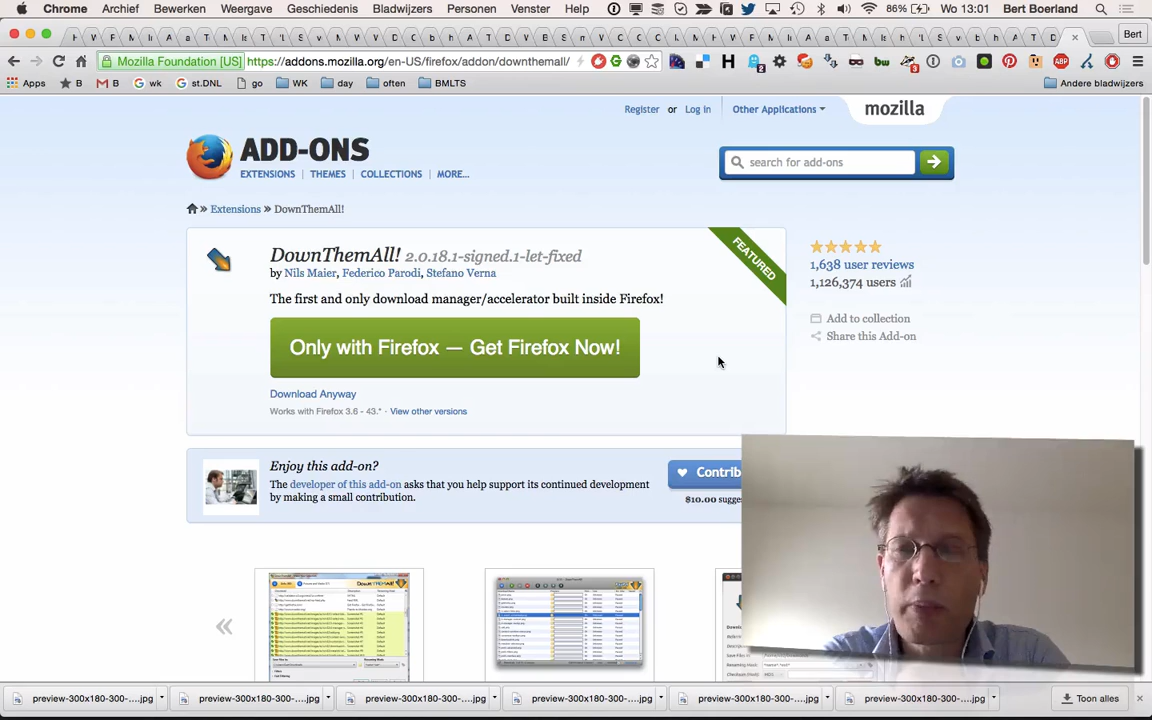 Chrome Archief Bewerken Weergave Geschiedenis Bladwijzers Personen Venster Help 86% Wo 13:01 Bert Boerland
Bert
Mozilla Foundation [US] https://addons.mozilla.org/en-US/firefox/addon/downthemall/
Apps B B wk st.DNL go WK day often BMLTS Andere bladwijzers
Register or Log in Other Applications mozilla
ADD-ONS
EXTENSIONS | THEMES | COLLECTIONS | MORE...
search for add-ons
» Extensions » DownThemAll!
DownThemAll! 2.0.18.1-signed.1-let-fixed
by Nils Maier, Federico Parodi, Stefano Verna
The first and only download manager/accelerator built inside Firefox!
FEATURED
1,638 user reviews
1,126,374 users
Add to collection
Share this Add-on
Only with Firefox — Get Firefox Now!
Download Anyway
Works with Firefox 3.6 - 43.* · View other versions
Enjoy this add-on?
The developer of this add-on asks that you help support its continued development
by making a small contribution.
Contrib
$10.00 sugge
preview-300x180-300-....jpg preview-300x180-300-....jpg preview-300x180-300-....jpg preview-300x180-300-....jpg preview-300x180-300-....jpg preview-300x180-300-....jpg Toon alles